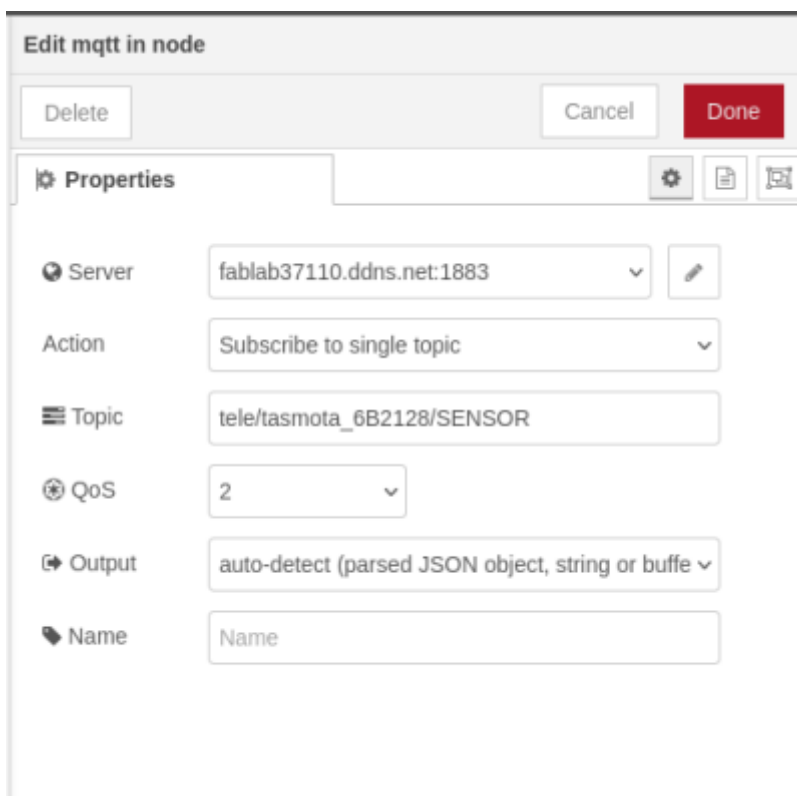 Edit mqtt in node
Delete Cancel Done
Properties
Server fablab37110.ddns.net:1883
Action Subscribe to single topic
Topic tele/tasmota_6B2128/SENSOR
QoS 2
Output auto-detect (parsed JSON object, string or buffe
Name Name